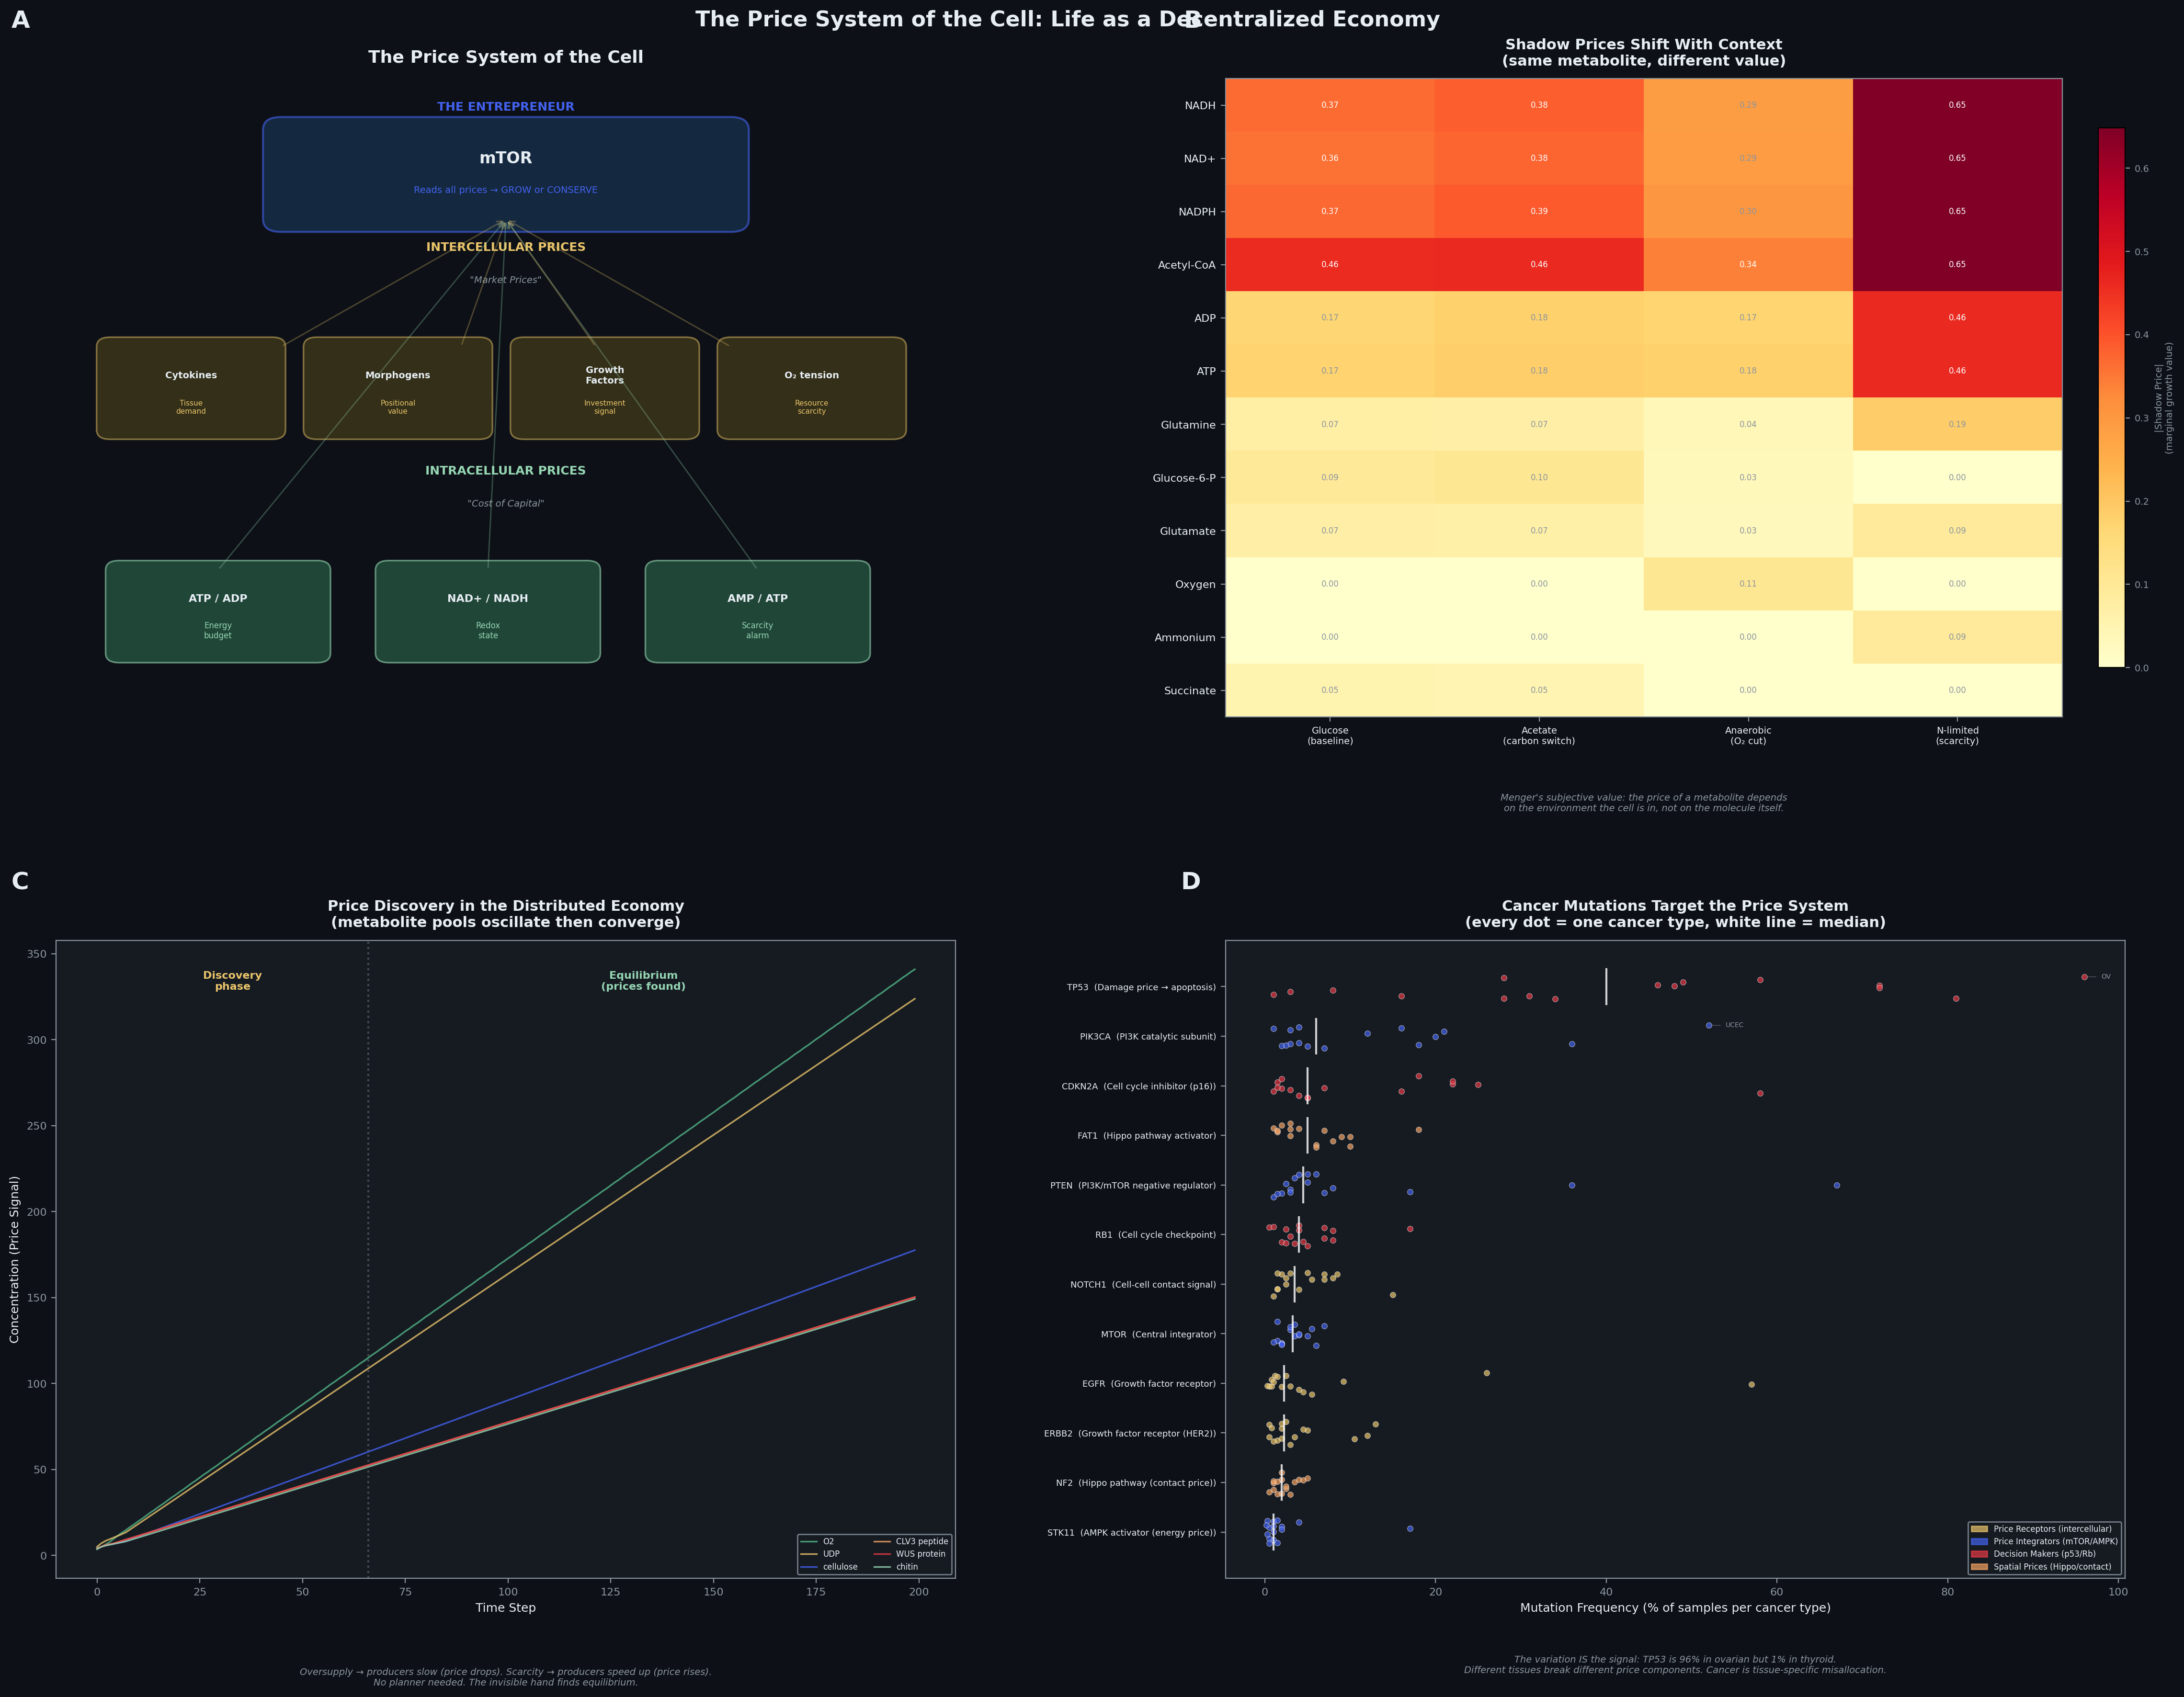 The Price System of the Cell: Life as a Decentralized Economy
A
The Price System of the Cell
THE ENTREPRENEUR
mTOR
Reads all prices → GROW or CONSERVE
INTERCELLULAR PRICES
"Market Prices"
Cytokines
Tissue
demand
Morphogens
Positional
value
Growth
Factors
Investment
signal
O₂ tension
Resource
scarcity
INTRACELLULAR PRICES
"Cost of Capital"
ATP / ADP
Energy
budget
NAD+ / NADH
Redox
state
AMP / ATP
Scarcity
alarm
B
Shadow Prices Shift With Context
(same metabolite, different value)
NADH 0.37 0.38 0.29 0.65
NAD+ 0.36 0.38 0.29 0.65
NADPH 0.37 0.39 0.30 0.65
Acetyl-CoA 0.46 0.46 0.34 0.65
ADP 0.17 0.18 0.17 0.46
ATP 0.17 0.18 0.18 0.46
Glutamine 0.07 0.07 0.04 0.19
Glucose-6-P 0.09 0.10 0.03 0.00
Glutamate 0.07 0.07 0.03 0.09
Oxygen 0.00 0.00 0.11 0.00
Ammonium 0.00 0.00 0.00 0.09
Succinate 0.05 0.05 0.00 0.00
Glucose
(baseline)
Acetate
(carbon switch)
Anaerobic
(O₂ cut)
N-limited
(scarcity)
0.6
0.5
0.4
0.3
0.2
0.1
0.0
|Shadow Price|
(marginal growth value)
Menger's subjective value: the price of a metabolite depends
on the environment the cell is in, not on the molecule itself.
C
Price Discovery in the Distributed Economy
(metabolite pools oscillate then converge)
Discovery
phase
Equilibrium
(prices found)
Concentration (Price Signal)
350
300
250
200
150
100
50
0
0 25 50 75 100 125 150 175 200
Time Step
O2
UDP
cellulose
CLV3 peptide
WUS protein
chitin
Oversupply → producers slow (price drops). Scarcity → producers speed up (price rises).
No planner needed. The invisible hand finds equilibrium.
D
Cancer Mutations Target the Price System
(every dot = one cancer type, white line = median)
TP53 (Damage price → apoptosis)
OV
PIK3CA (PI3K catalytic subunit)
UCEC
CDKN2A (Cell cycle inhibitor (p16))
FAT1 (Hippo pathway activator)
PTEN (PI3K/mTOR negative regulator)
RB1 (Cell cycle checkpoint)
NOTCH1 (Cell-cell contact signal)
MTOR (Central integrator)
EGFR (Growth factor receptor)
ERBB2 (Growth factor receptor (HER2))
NF2 (Hippo pathway (contact price))
STK11 (AMPK activator (energy price))
Price Receptors (intercellular)
Price Integrators (mTOR/AMPK)
Decision Makers (p53/Rb)
Spatial Prices (Hippo/contact)
0 20 40 60 80 100
Mutation Frequency (% of samples per cancer type)
The variation IS the signal: TP53 is 96% in ovarian but 1% in thyroid.
Different tissues break different price components. Cancer is tissue-specific misallocation.